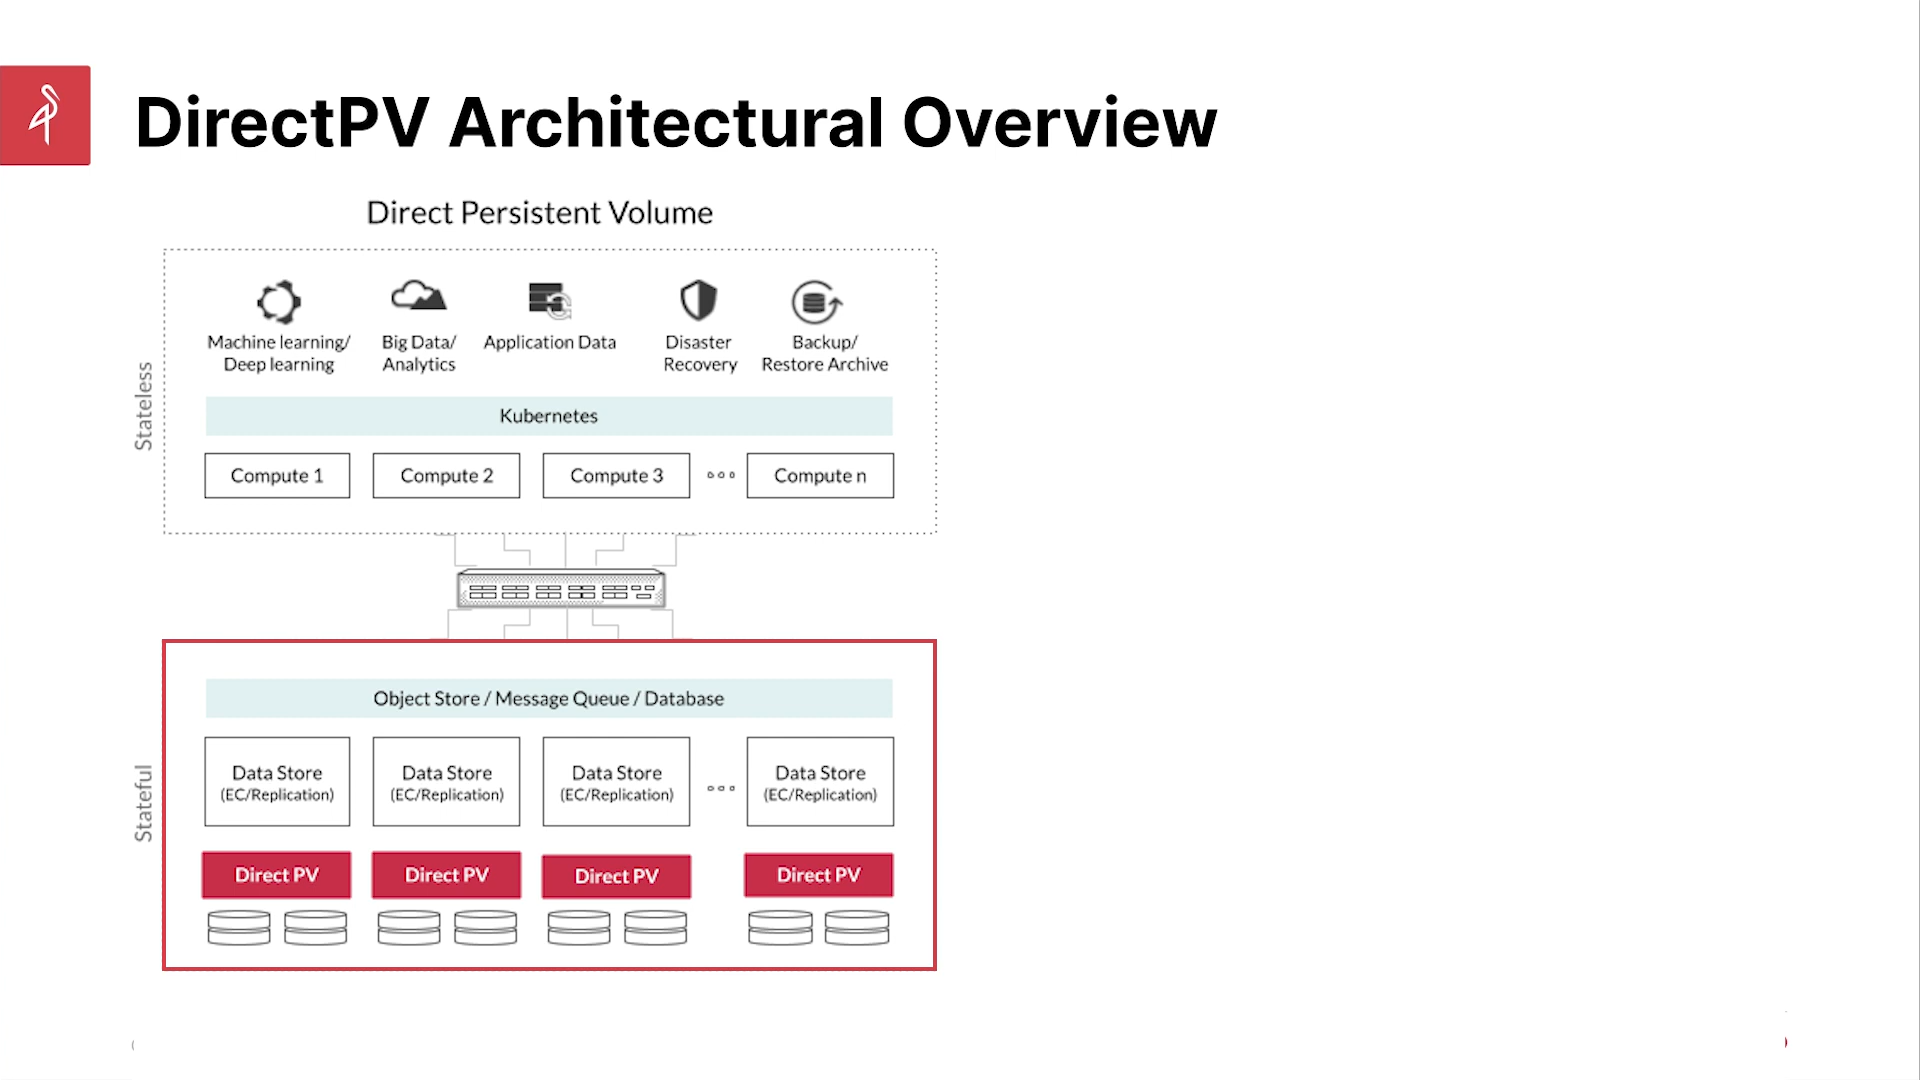 DirectPV Architectural Overview
Direct Persistent Volume
Stateless
Machine learning/
Deep learning
Big Data/
Analytics
Application Data
Disaster
Recovery
Backup/
Restore Archive
Kubernetes
Compute 1
Compute 2
Compute 3
Compute n
Stateful
Object Store / Message Queue / Database
Data Store
(EC/Replication)
Data Store
(EC/Replication)
Data Store
(EC/Replication)
Data Store
(EC/Replication)
Direct PV
Direct PV
Direct PV
Direct PV